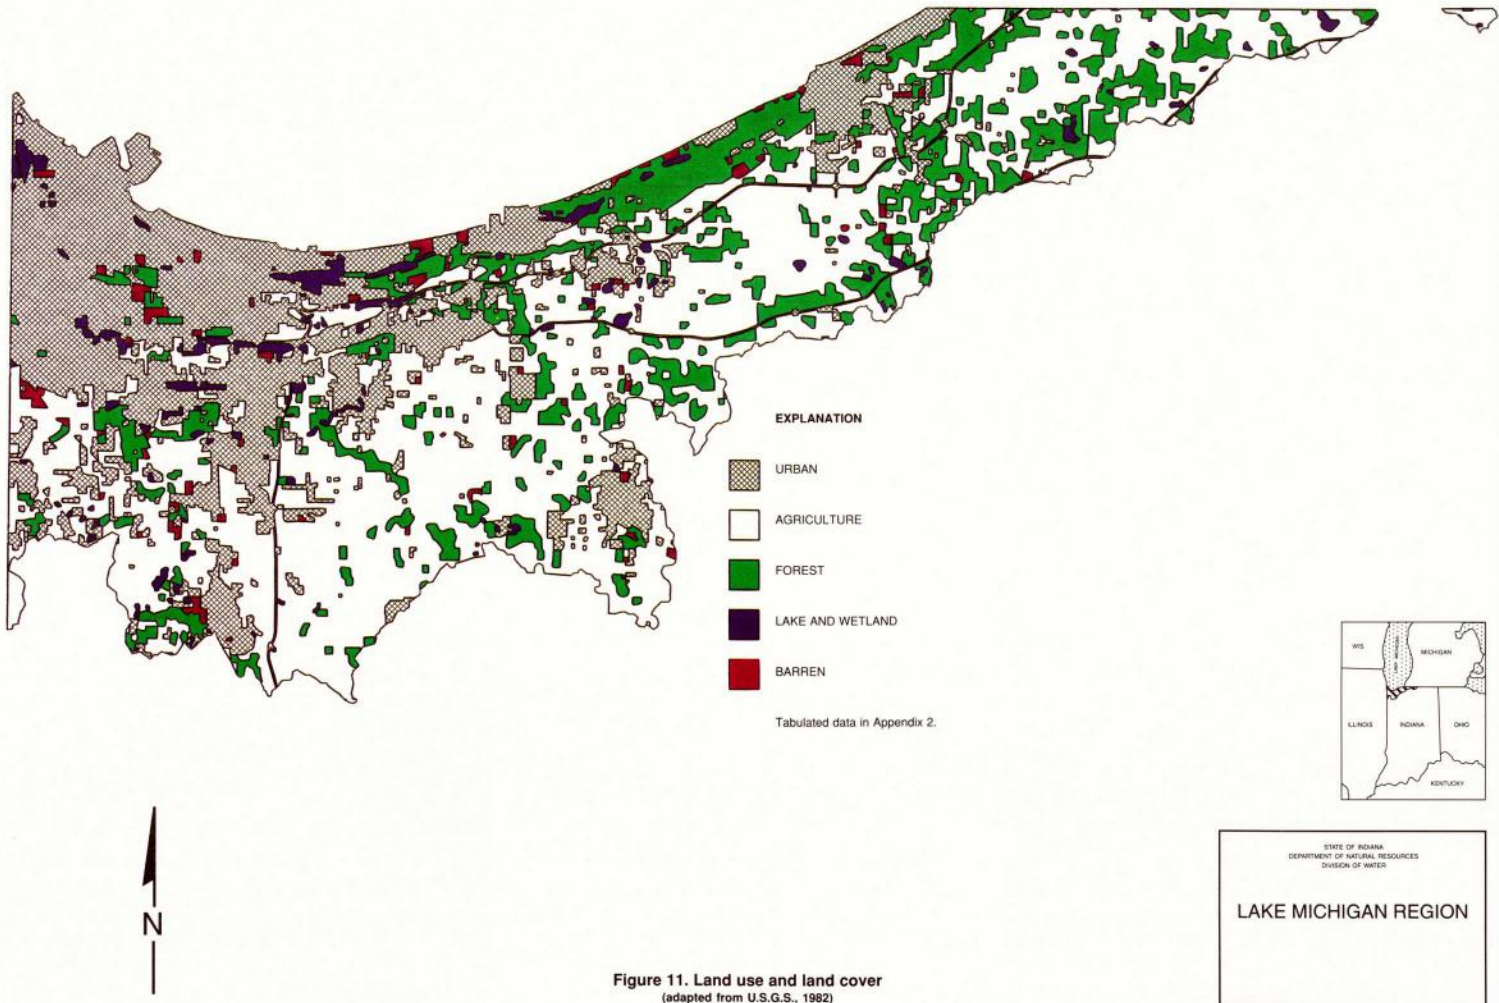 EXPLANATION
URBAN
AGRICULTURE
FOREST
LAKE AND WETLAND
BARREN
Tabulated data in Appendix 2.
WIS.
LAKE MICHIGAN
MICHIGAN
ILLINOIS
INDIANA
OHIO
KENTUCKY
STATE OF INDIANA
DEPARTMENT OF NATURAL RESOURCES
DIVISION OF WATER
LAKE MICHIGAN REGION
N
Figure 11. Land use and land cover
(adapted from U.S.G.S., 1982)